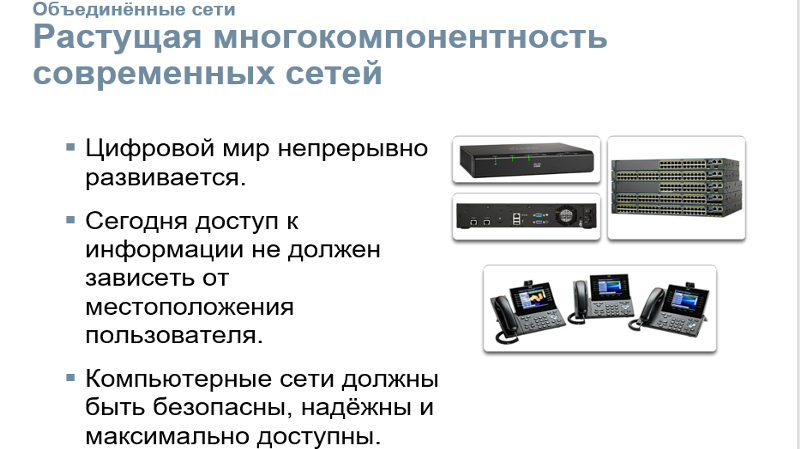 Объединённые сети
Растущая многокомпонентность
современных сетей
Цифровой мир непрерывно
развивается.
Сегодня доступ к
информации не должен
зависеть от
местоположения
пользователя.
Компьютерные сети должны
быть безопасны, надёжны и
максимально доступны.